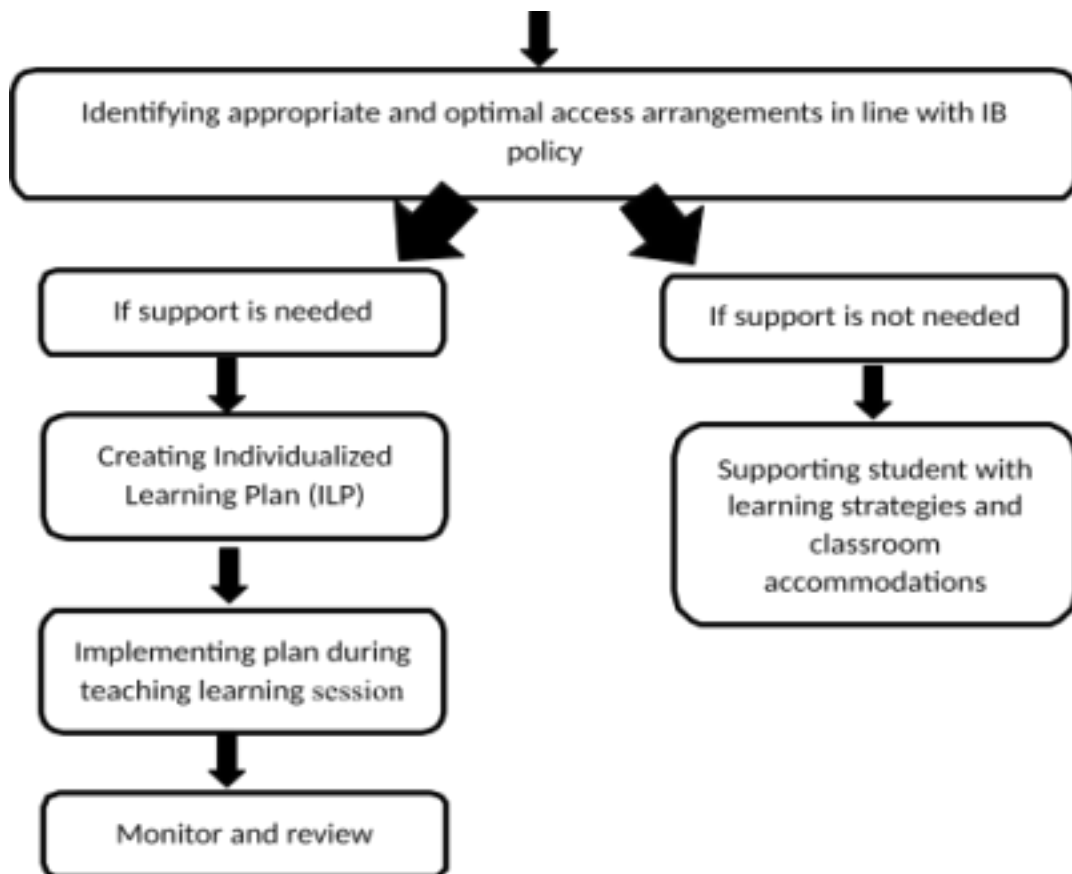 Identifying appropriate and optimal access arrangements in line with IB
policy
If support is needed
Creating Individualized
Learning Plan (ILP)
Implementing plan during
teaching learning session
Monitor and review
If support is not needed
Supporting student with
learning strategies and
classroom
accommodations